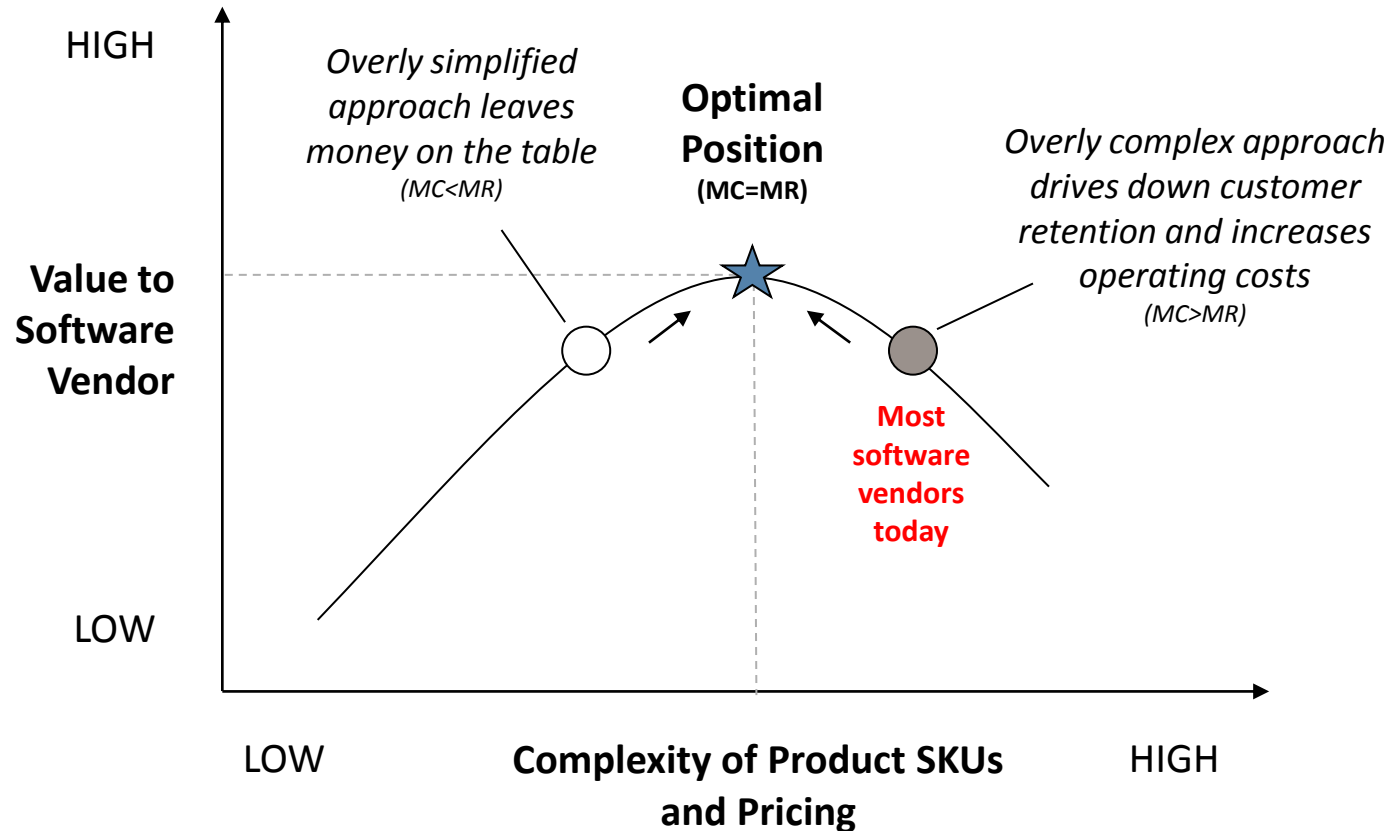 HIGH
Overly simplified
approach leaves
money on the table
(MC<MR)
Optimal
Position
(MC=MR)
Overly complex approach
drives down customer
retention and increases
operating costs
(MC>MR)
Value to
Software
Vendor
Most
software
vendors
today
LOW
LOW
Complexity of Product SKUs
and Pricing
HIGH